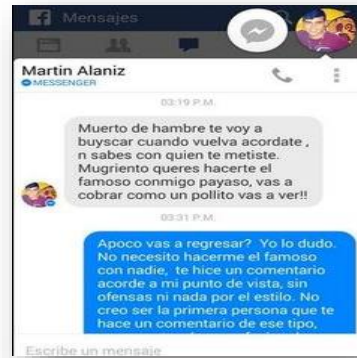 Mensajes
Martin Alaniz
MESSENGER
03:19 P.M.
Muerto de hambre te voy a
buyscar cuando vuelva acordate ,
n sabes con quien te metiste.
Mugriento queres hacerte el
famoso conmigo payaso, vas a
cobrar como un pollito vas a ver!!
03:31 P.M.
Apoco vas a regresar? Yo lo dudo.
No necesito hacerme el famoso
con nadie, te hice un comentario
acorde a mi punto de vista, sin
ofensas ni nada por el estilo. No
creo ser la primera persona que te
hace un comentario de ese tipo,
Escribe un mensaje